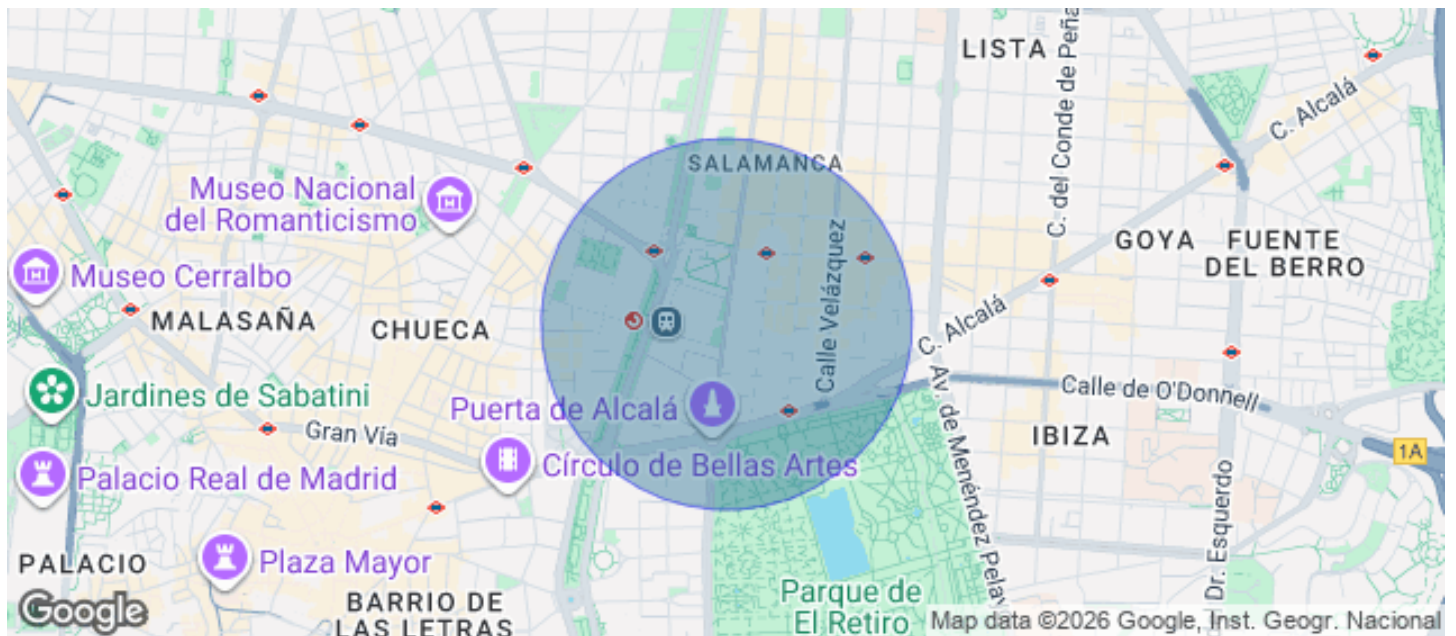 LISTA
C. del Conde de Peña
C. Alcalá
SALAMANCA
Museo Nacional
del Romanticismo
Calle Velázquez
GOYA
FUENTE
DEL BERRO
Museo Cerralbo
MALASAÑA
CHUECA
C. Alcalá
Jardines de Sabatini
Puerta de Alcalá
Av. de Menéndez Pelay
Calle de O'Donnell
Gran Vía
IBIZA
1A
Círculo de Bellas Artes
Palacio Real de Madrid
Dr. Esquerdo
PALACIO
Plaza Mayor
BARRIO DE
LAS LETRAS
Parque de
El Retiro
Google
Map data ©2026 Google, Inst. Geogr. Nacional